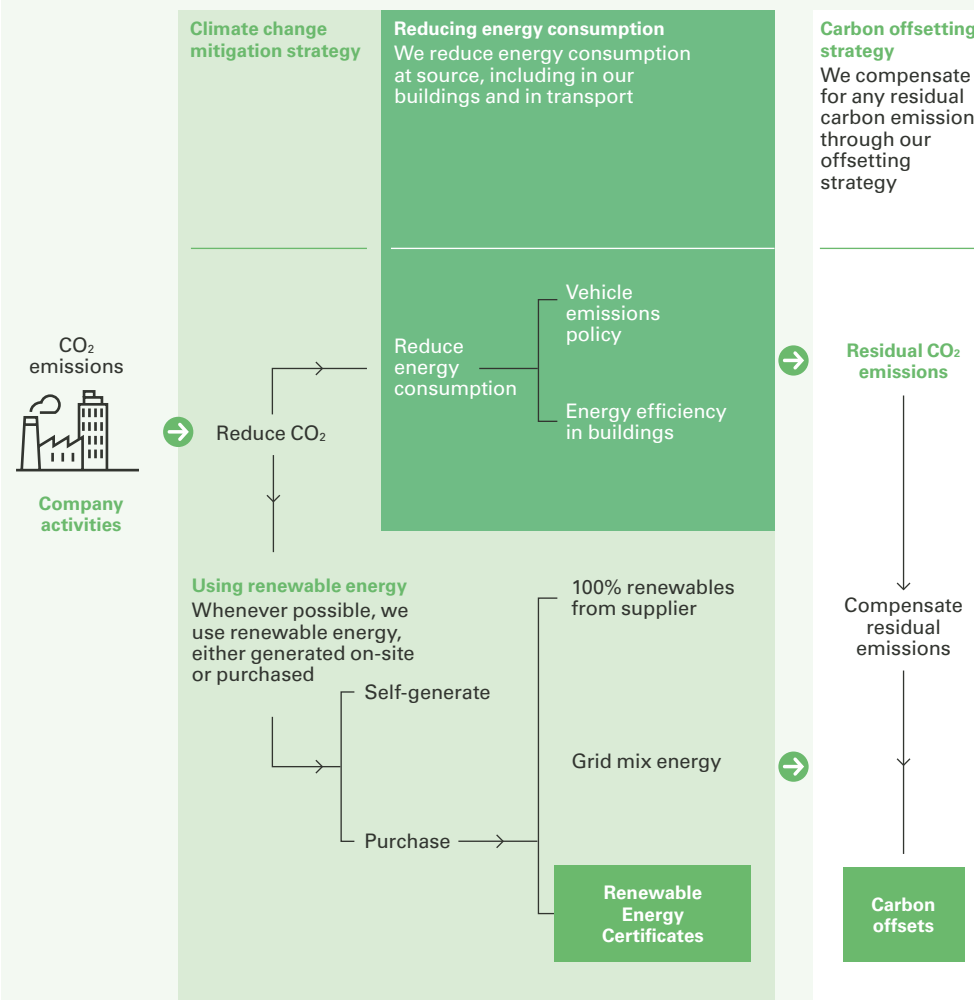 Climate change
mitigation strategy
Reducing energy consumption
We reduce energy consumption
at source, including in our
buildings and in transport
Carbon offsetting
strategy
We compensate
for any residual
carbon emission
through our
offsetting
strategy
CO₂
emissions
Company
activities
Reduce CO₂
Reduce
energy
consumption
Vehicle
emissions
policy
Energy efficiency
in buildings
Residual CO₂
emissions
Using renewable energy
Whenever possible, we
use renewable energy,
either generated on-site
or purchased
Self-generate
Purchase
100% renewables
from supplier
Grid mix energy
Renewable
Energy
Certificates
Compensate
residual
emissions
Carbon
offsets